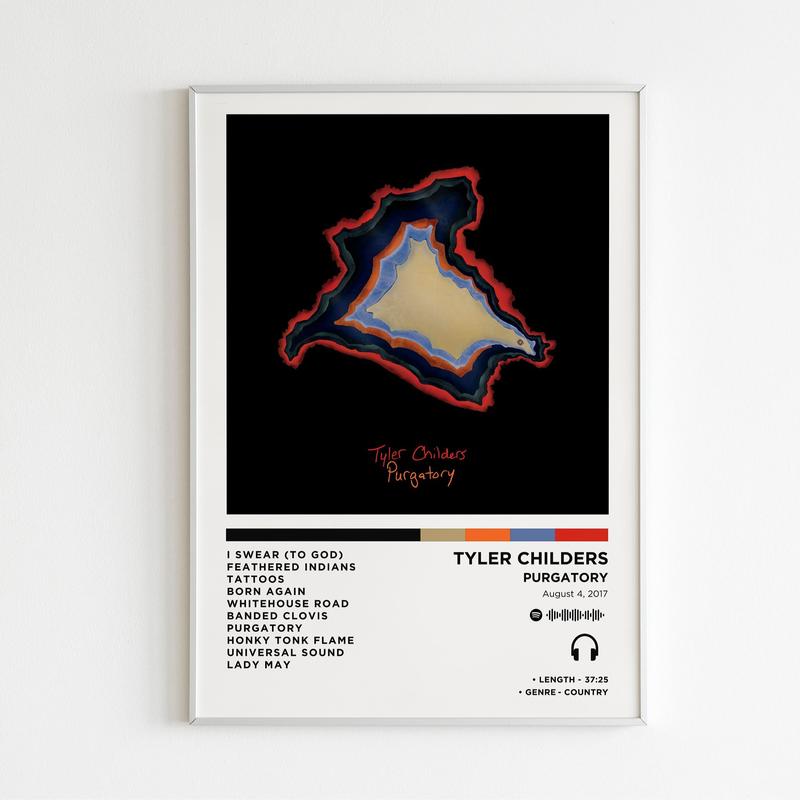 Tyler Childers
Purgatory
I SWEAR (TO GOD)
FEATHERED INDIANS
TATTOOS
BORN AGAIN
WHITEHOUSE ROAD
BANDED CLOVIS
PURGATORY
HONKY TONK FLAME
UNIVERSAL SOUND
LADY MAY
TYLER CHILDERS
PURGATORY
August 4, 2017
• LENGTH - 37:25
• GENRE - COUNTRY